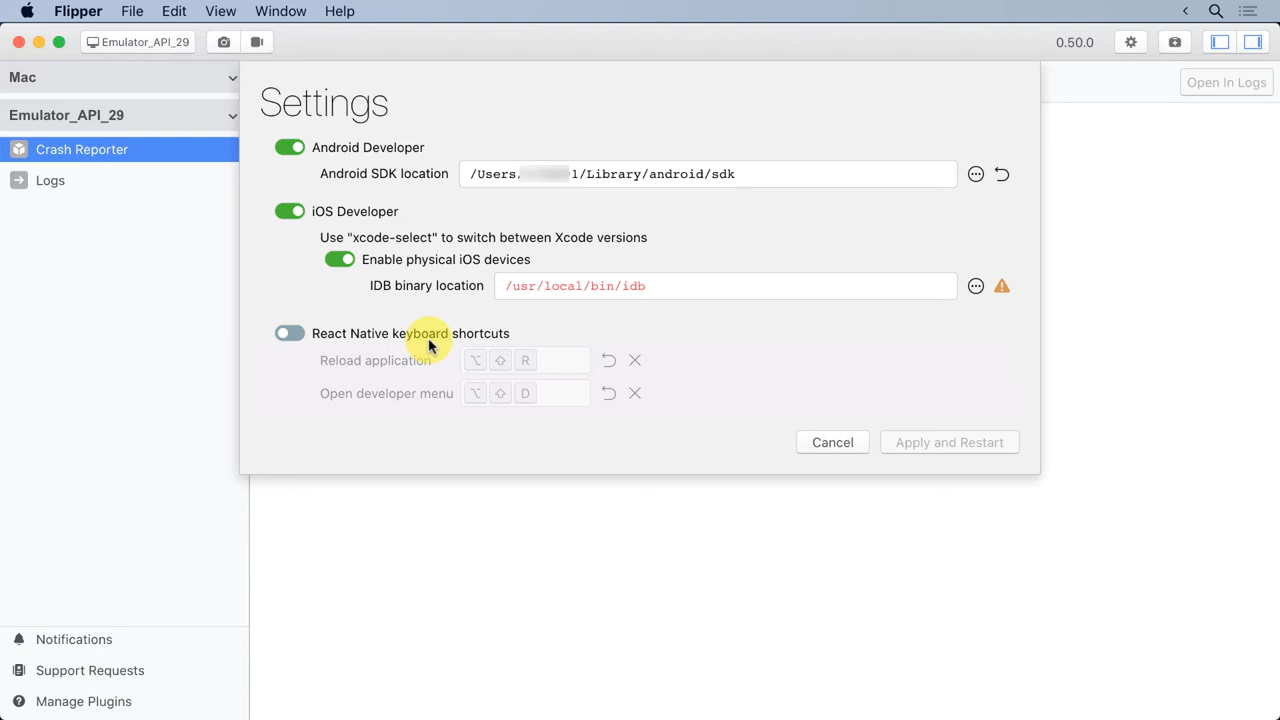 Flipper File Edit View Window Help
Emulator_API_29
0.50.0
Mac
Emulator_API_29
Crash Reporter
Logs
Open In Logs
Settings
Android Developer
Android SDK location /Users/ 1/Library/android/sdk
iOS Developer
Use "xcode-select" to switch between Xcode versions
Enable physical iOS devices
IDB binary location /usr/local/bin/idb
React Native keyboard shortcuts
Reload application ⌥ ⇧ R
Open developer menu ⌥ ⇧ D
Cancel Apply and Restart
Notifications
Support Requests
Manage Plugins